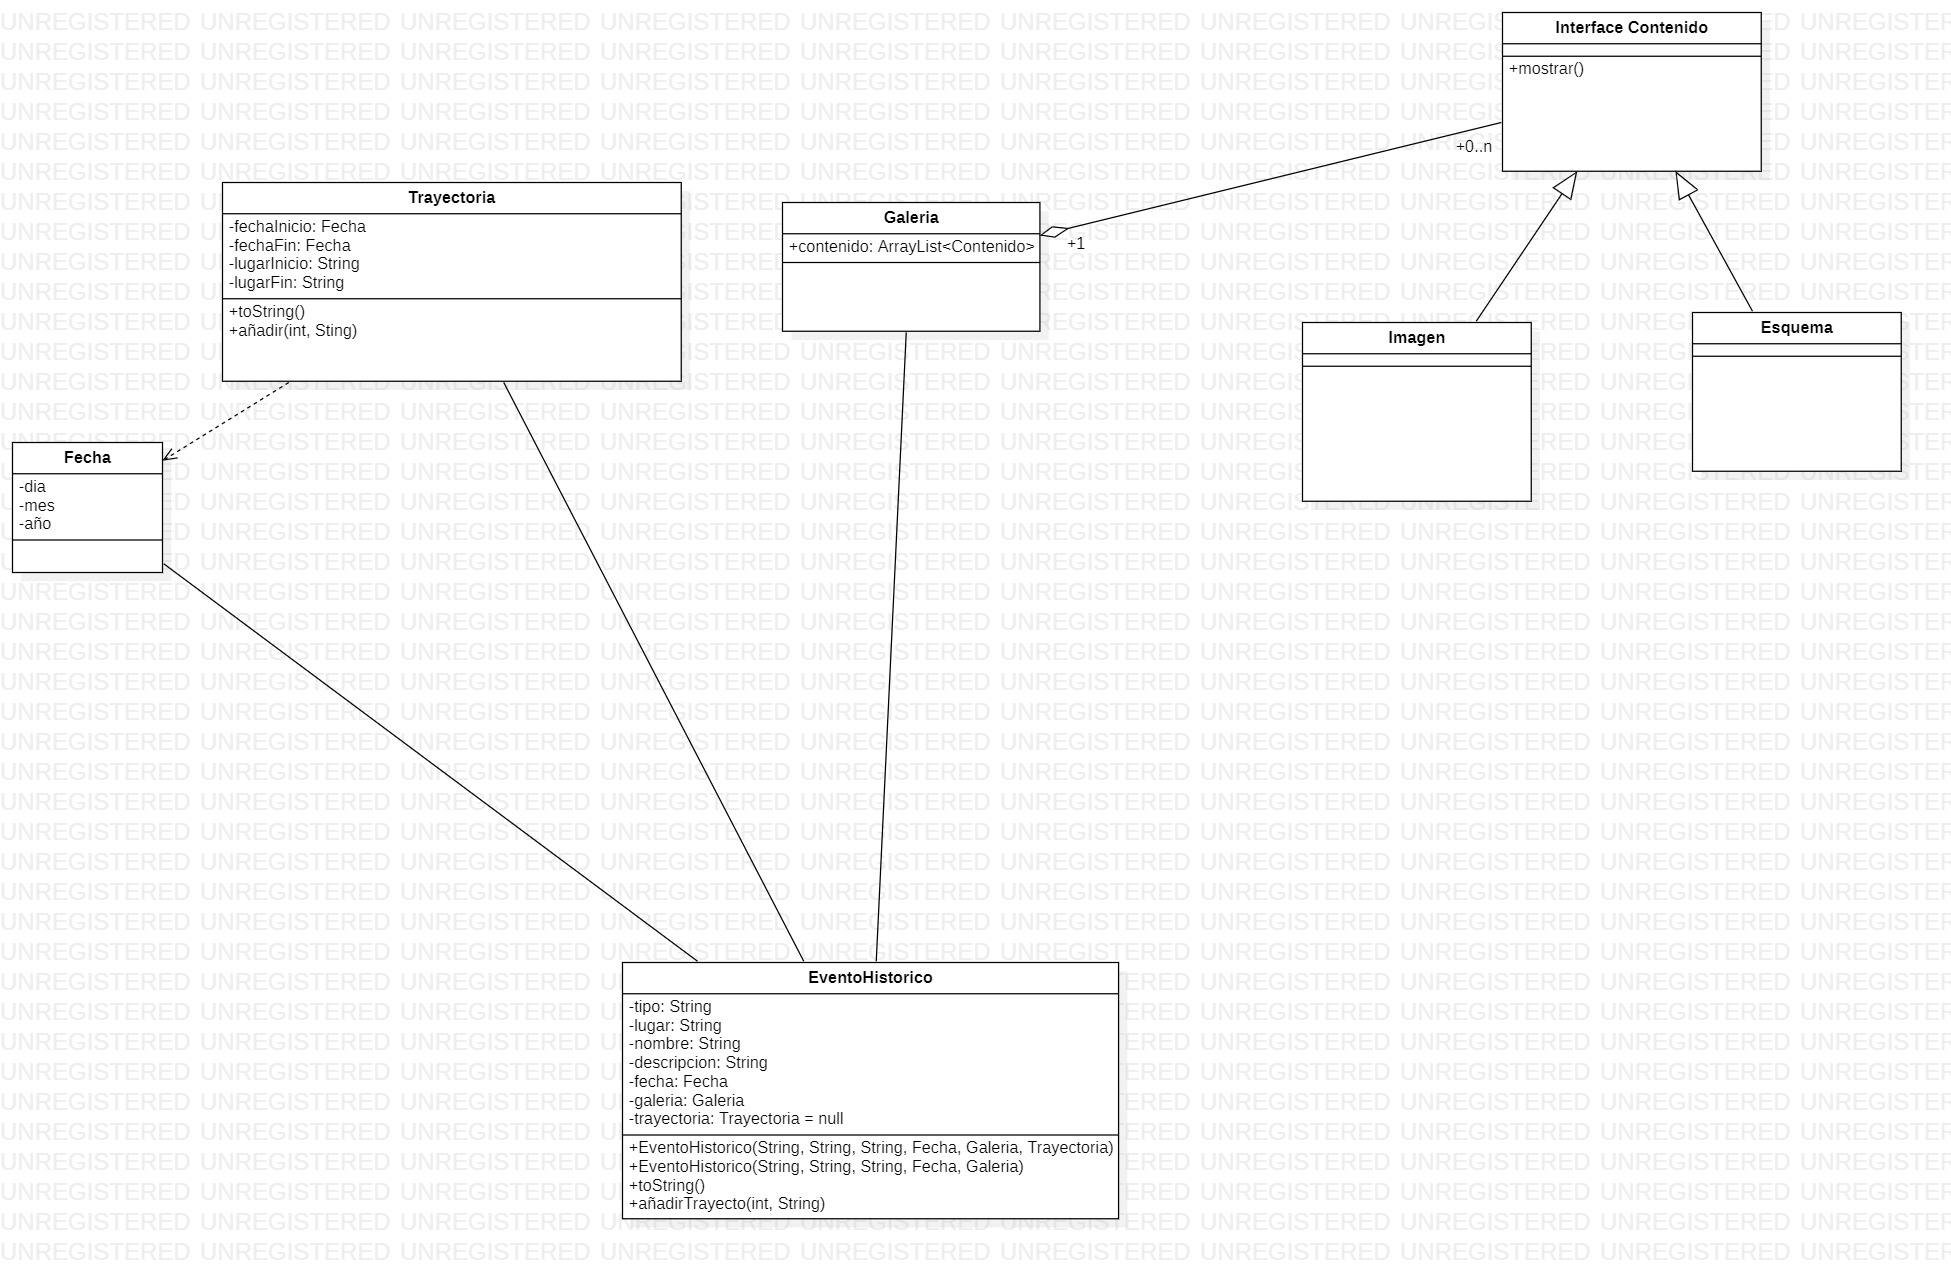 Interface Contenido
+mostrar()
+0..n
Trayectoria
-fechaInicio: Fecha
-fechaFin: Fecha
-lugarInicio: String
-lugarFin: String
+toString()
+añadir(int, Sting)
Galeria
+contenido: ArrayList<Contenido>
+1
Imagen
Esquema
Fecha
-dia
-mes
-año
EventoHistorico
-tipo: String
-lugar: String
-nombre: String
-descripcion: String
-fecha: Fecha
-galeria: Galeria
-trayectoria: Trayectoria = null
+EventoHistorico(String, String, String, Fecha, Galeria, Trayectoria)
+EventoHistorico(String, String, String, Fecha, Galeria)
+toString()
+añadirTrayecto(int, String)
UNREGISTERED